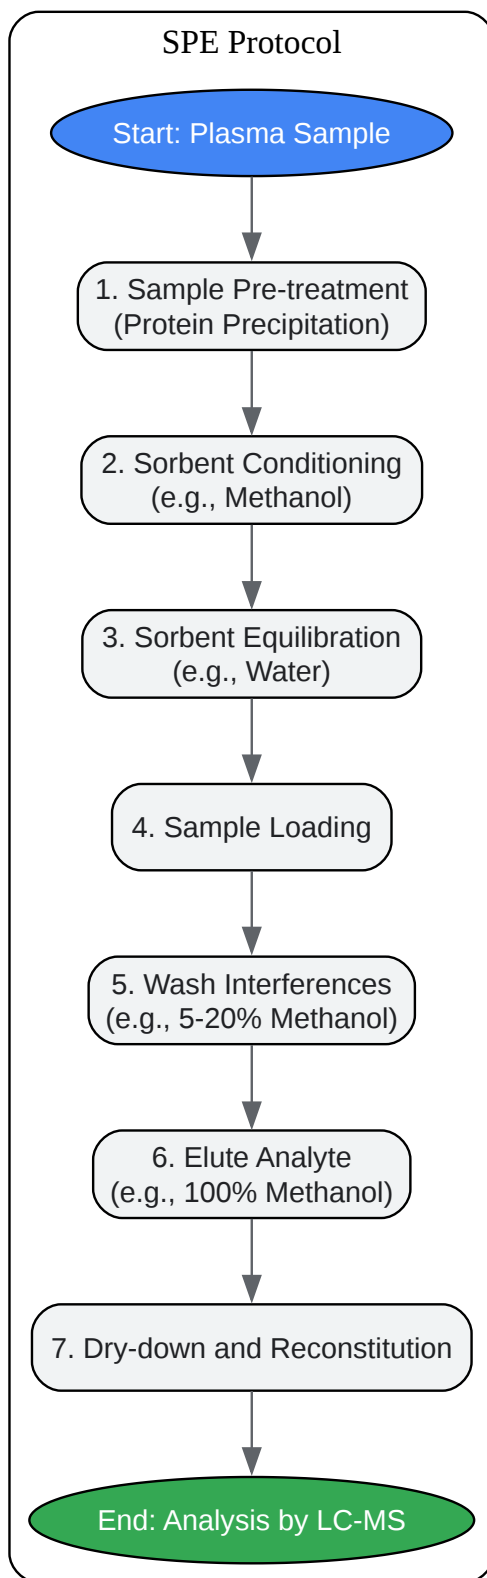 SPE Protocol
Start: Plasma Sample
1. Sample Pre-treatment
(Protein Precipitation)
2. Sorbent Conditioning
(e.g., Methanol)
3. Sorbent Equilibration
(e.g., Water)
4. Sample Loading
5. Wash Interferences
(e.g., 5-20% Methanol)
6. Elute Analyte
(e.g., 100% Methanol)
7. Dry-down and Reconstitution
End: Analysis by LC-MS